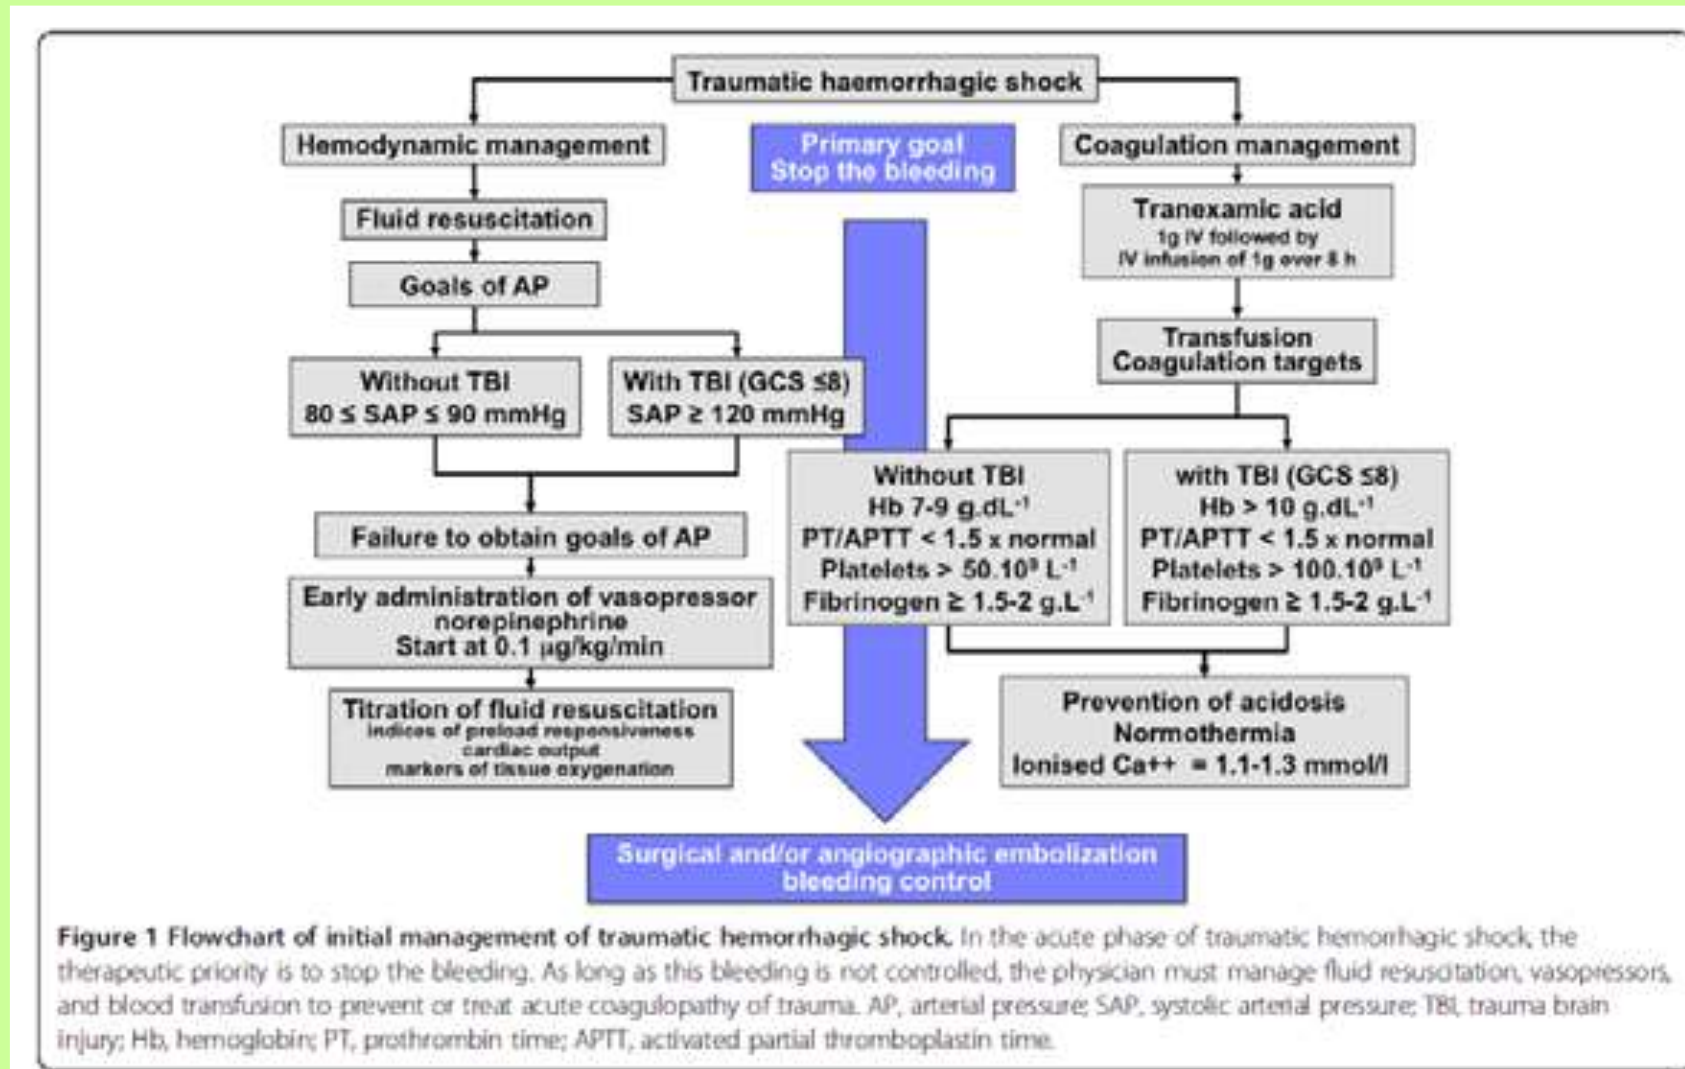 Traumatic haemorrhagic shock
Hemodynamic management
Fluid resuscitation
Goals of AP
Without TBI
80 ≤ SAP ≤ 90 mmHg
With TBI (GCS ≤8)
SAP ≥ 120 mmHg
Failure to obtain goals of AP
Early administration of vasopressor
norepinephrine
Start at 0.1 µg/kg/min
Titration of fluid resuscitation
indices of preload responsiveness
cardiac output
markers of tissue oxygenation
Primary goal
Stop the bleeding
Coagulation management
Tranexamic acid
1g IV followed by
IV infusion of 1g over 8 h
Transfusion
Coagulation targets
Without TBI
Hb 7-9 g.dL⁻¹
PT/APTT < 1.5 x normal
Platelets > 50.10⁹ L⁻¹
Fibrinogen ≥ 1.5-2 g.L⁻¹
with TBI (GCS ≤8)
Hb > 10 g.dL⁻¹
PT/APTT < 1.5 x normal
Platelets > 100.10⁹ L⁻¹
Fibrinogen ≥ 1.5-2 g.L⁻¹
Prevention of acidosis
Normothermia
Ionised Ca++ = 1.1-1.3 mmol/l
Surgical and/or angiographic embolization
bleeding control
Figure 1 Flowchart of initial management of traumatic hemorrhagic shock. In the acute phase of traumatic hemorrhagic shock, the
therapeutic priority is to stop the bleeding. As long as this bleeding is not controlled, the physician must manage fluid resuscitation, vasopressors,
and blood transfusion to prevent or treat acute coagulopathy of trauma. AP, arterial pressure; SAP, systolic arterial pressure; TBI, trauma brain
injury; Hb, hemoglobin; PT, prothrombin time; APTT, activated partial thromboplastin time.